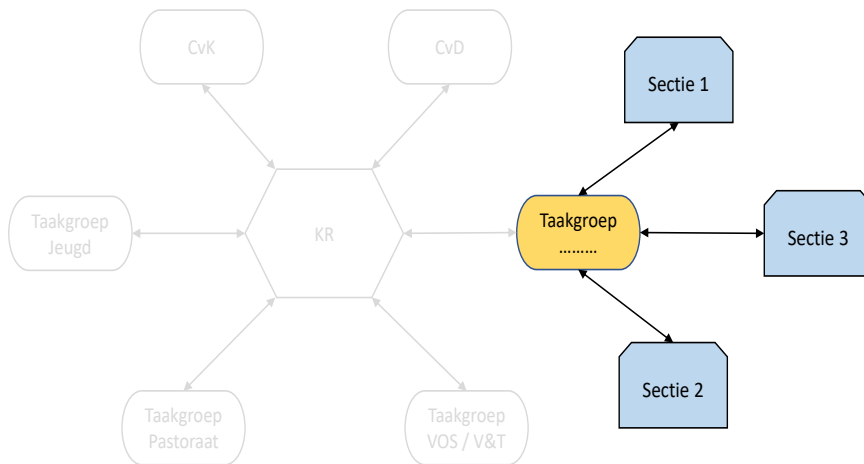 CvK
CvD
Sectie 1
Taakgroep
Jeugd
KR
Taakgroep
………
Sectie 3
Sectie 2
Taakgroep
Pastoraat
Taakgroep
VOS / V&T